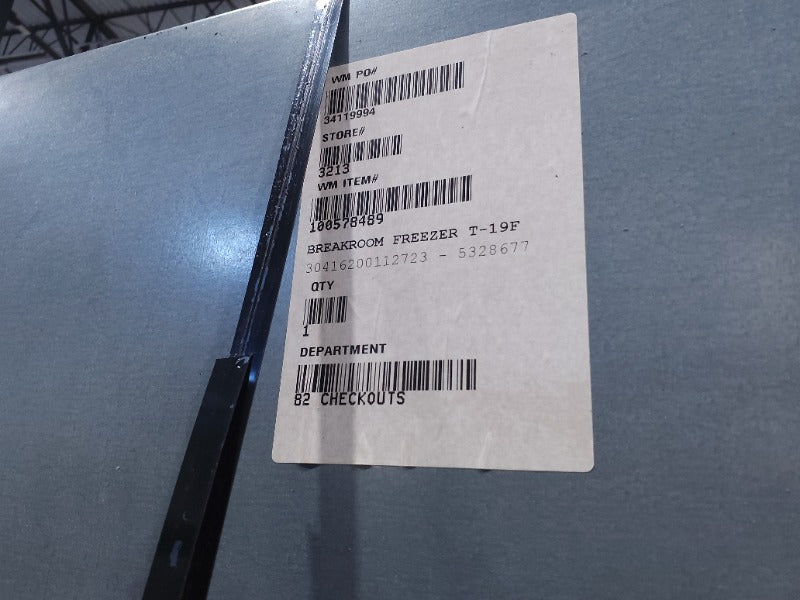 WM PO#
34119994
STORE#
3213
WM ITEM#
100578489
BREAKROOM FREEZER T-19F
30416200112723 - 5328677
QTY
1
DEPARTMENT
82 CHECKOUTS